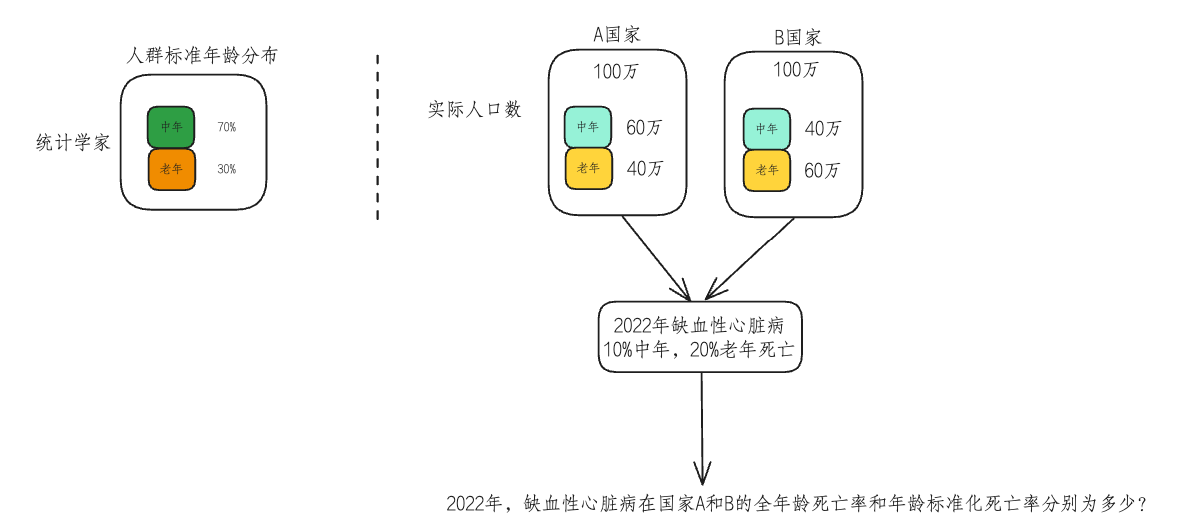 人群标准年龄分布
统计学家
中年 70%
老年 30%
实际人口数
A国家
100万
中年 60万
老年 40万
B国家
100万
中年 40万
老年 60万
2022年缺血性心脏病
10%中年，20%老年死亡
2022年，缺血性心脏病在国家A和B的全年龄死亡率和年龄标准化死亡率分别为多少？